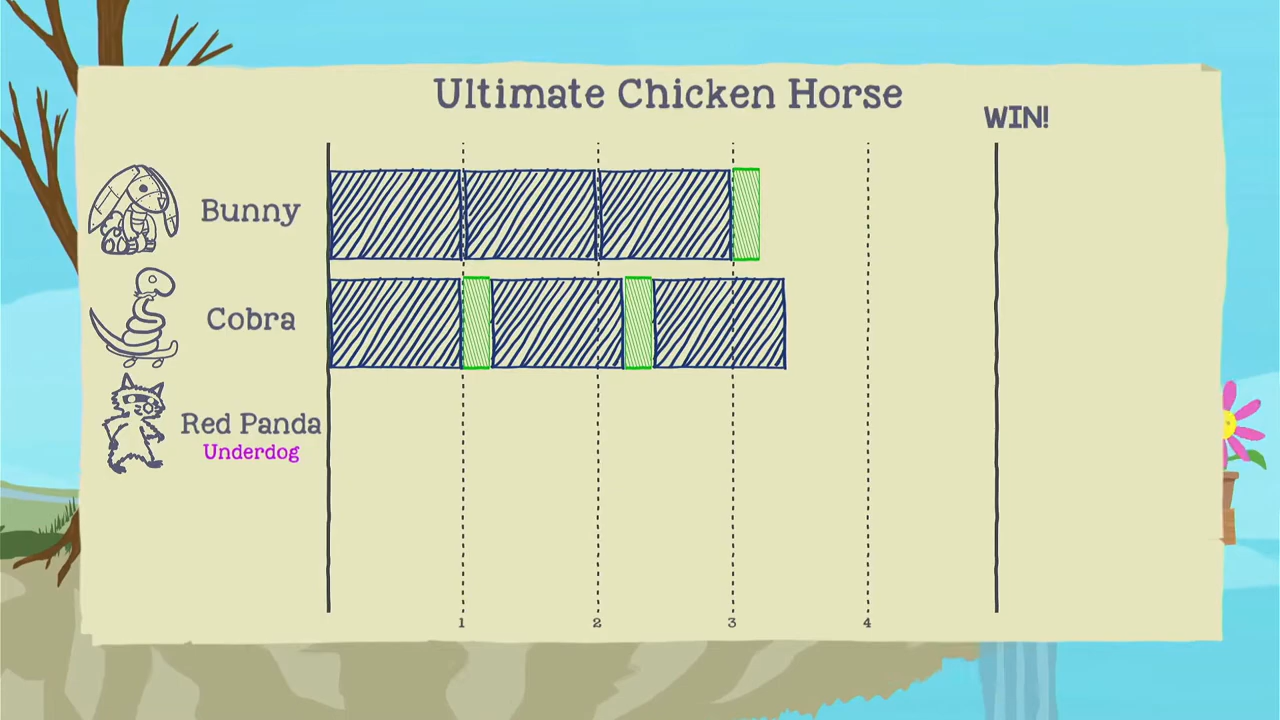 Ultimate Chicken Horse
WIN!
Bunny
Cobra
Red Panda
Underdog
1 2 3 4